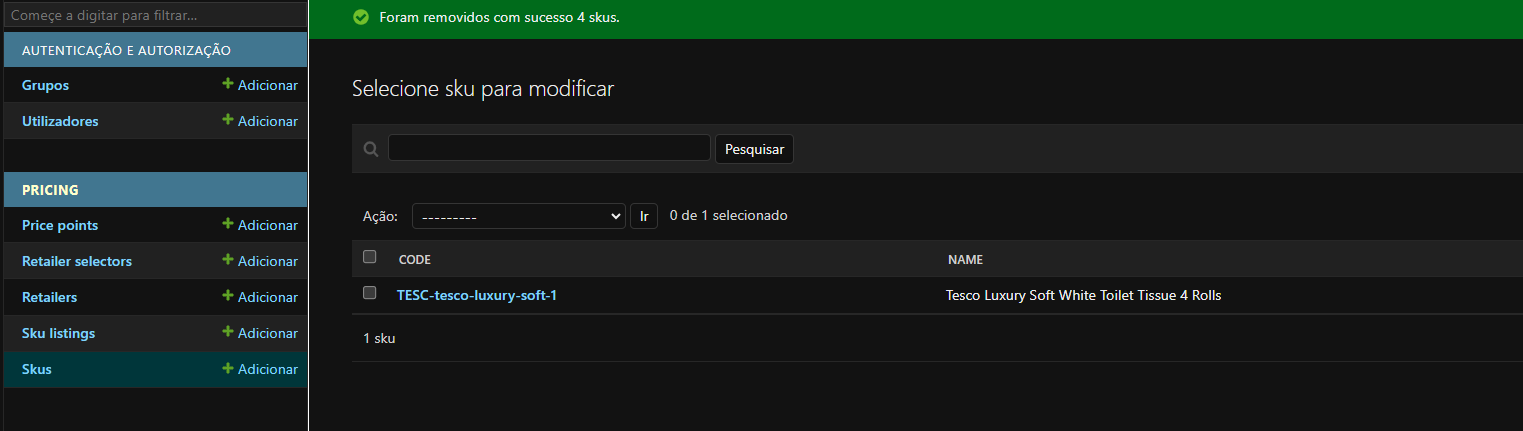 Começe a digitar para filtrar...
AUTENTICAÇÃO E AUTORIZAÇÃO
Grupos Adicionar
Utilizadores Adicionar
PRICING
Price points Adicionar
Retailer selectors Adicionar
Retailers Adicionar
Sku listings Adicionar
Skus Adicionar
Foram removidos com sucesso 4 skus.
Selecione sku para modificar
Pesquisar
Ação: --------- Ir 0 de 1 selecionado
CODE NAME
TESC-tesco-luxury-soft-1 Tesco Luxury Soft White Toilet Tissue 4 Rolls
1 sku